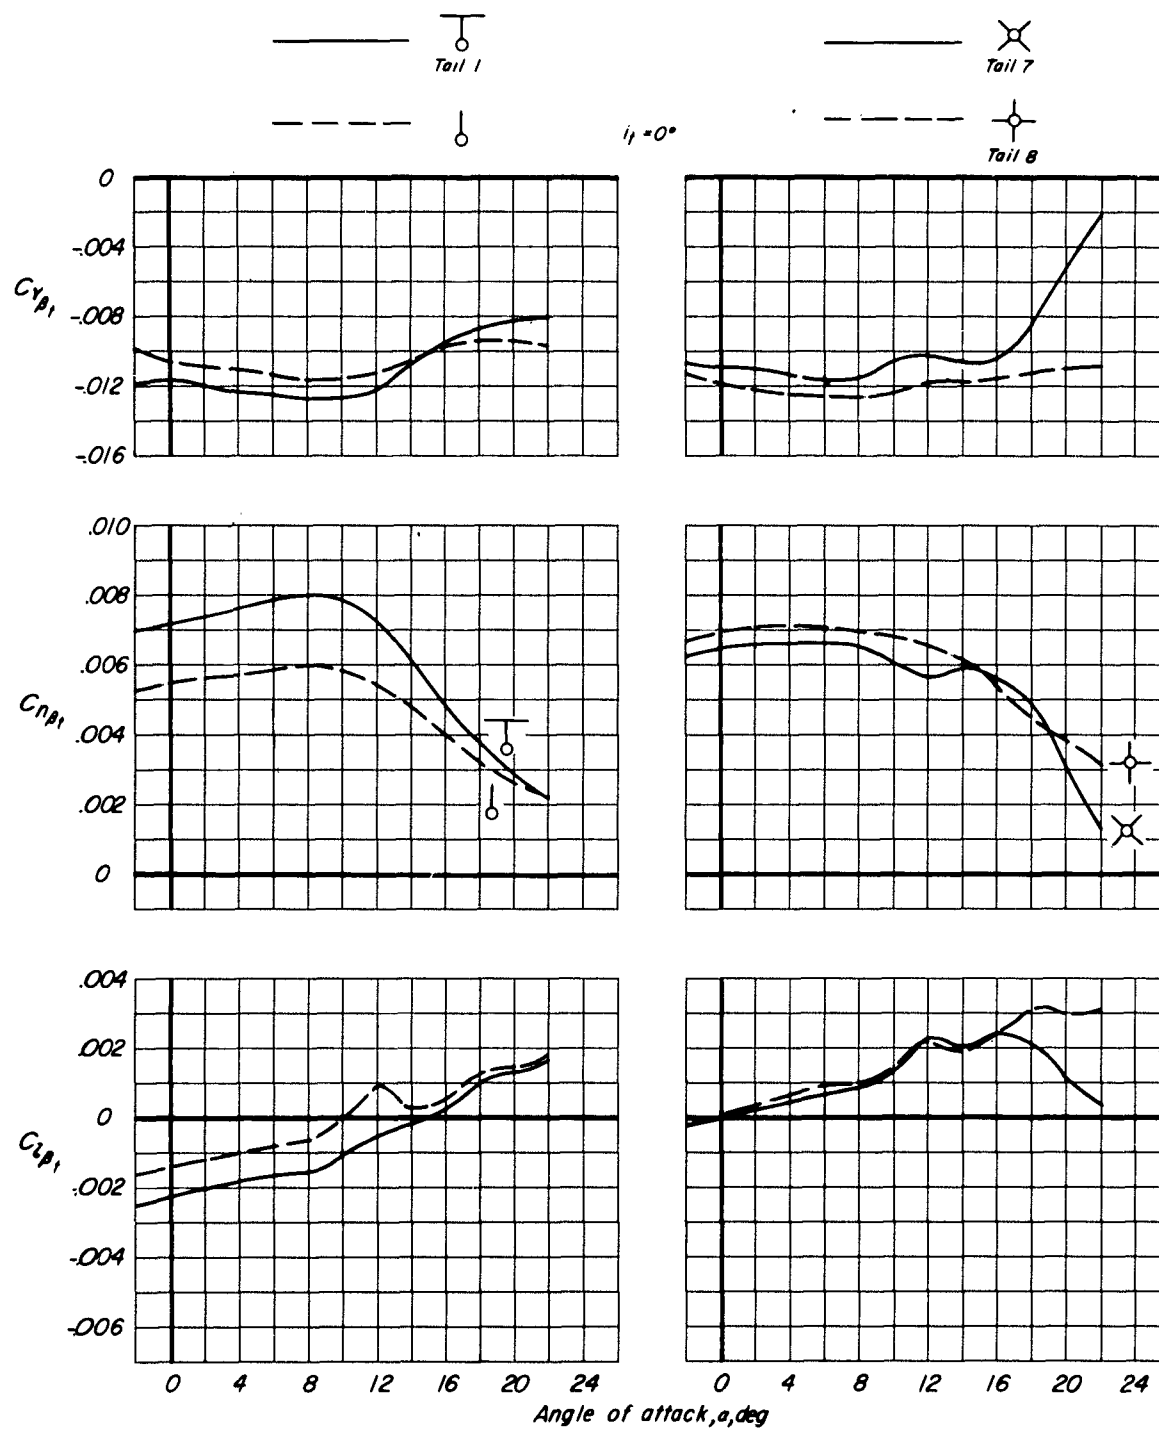 Tail 1
Tail 7
i_t = 0°
Tail 8
0
-.004
-.008
-.012
-.016
C_Yβt
.010
.008
.006
.004
.002
0
C_nβt
.004
.002
0
-.002
-.004
-.006
C_lβt
0 4 8 12 16 20 24
0 4 8 12 16 20 24
Angle of attack, α, deg